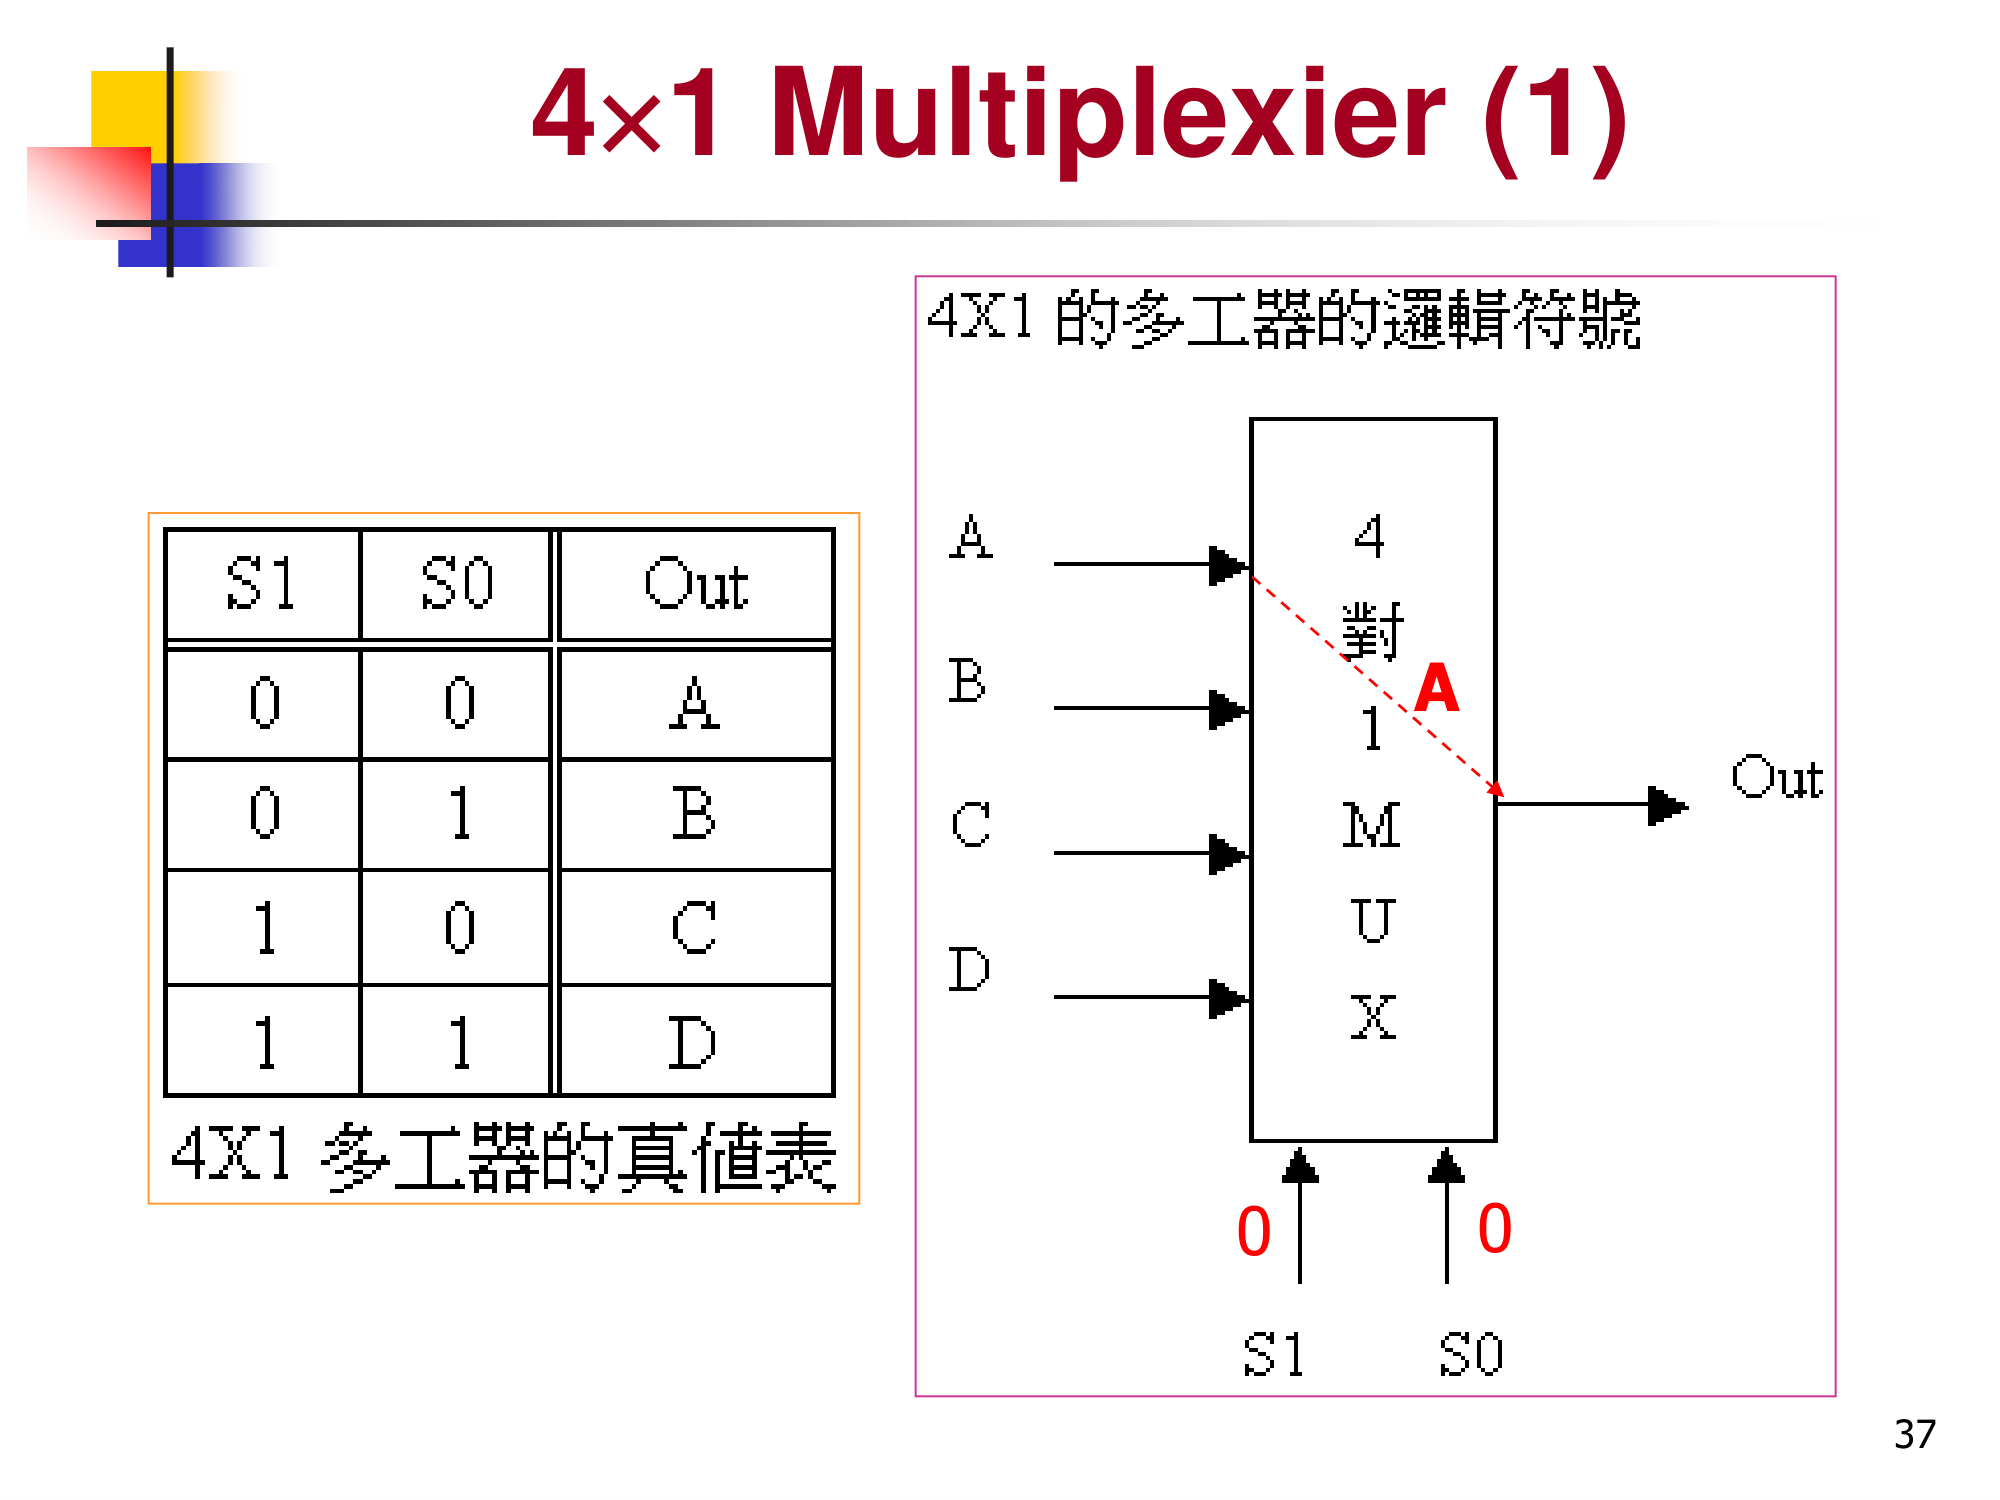 4×1 Multiplexier (1)
S1 S0 Out
0 0 A
0 1 B
1 0 C
1 1 D
4X1 多工器的真值表
4X1 的多工器的邏輯符號
A
B
C
D
4
對
1
M
U
X
A
Out
0 0
S1 S0
37